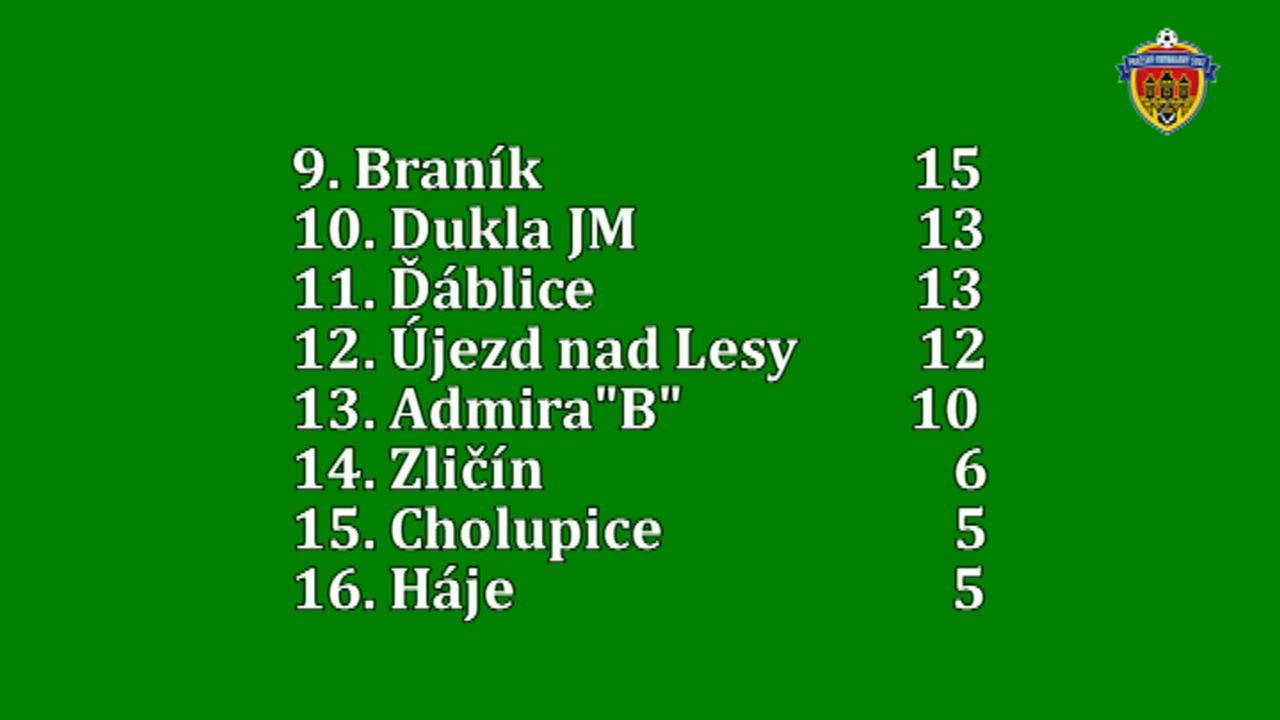 9. Braník 15
10. Dukla JM 13
11. Ďáblice 13
12. Újezd nad Lesy 12
13. Admira"B" 10
14. Zličín 6
15. Cholupice 5
16. Háje 5